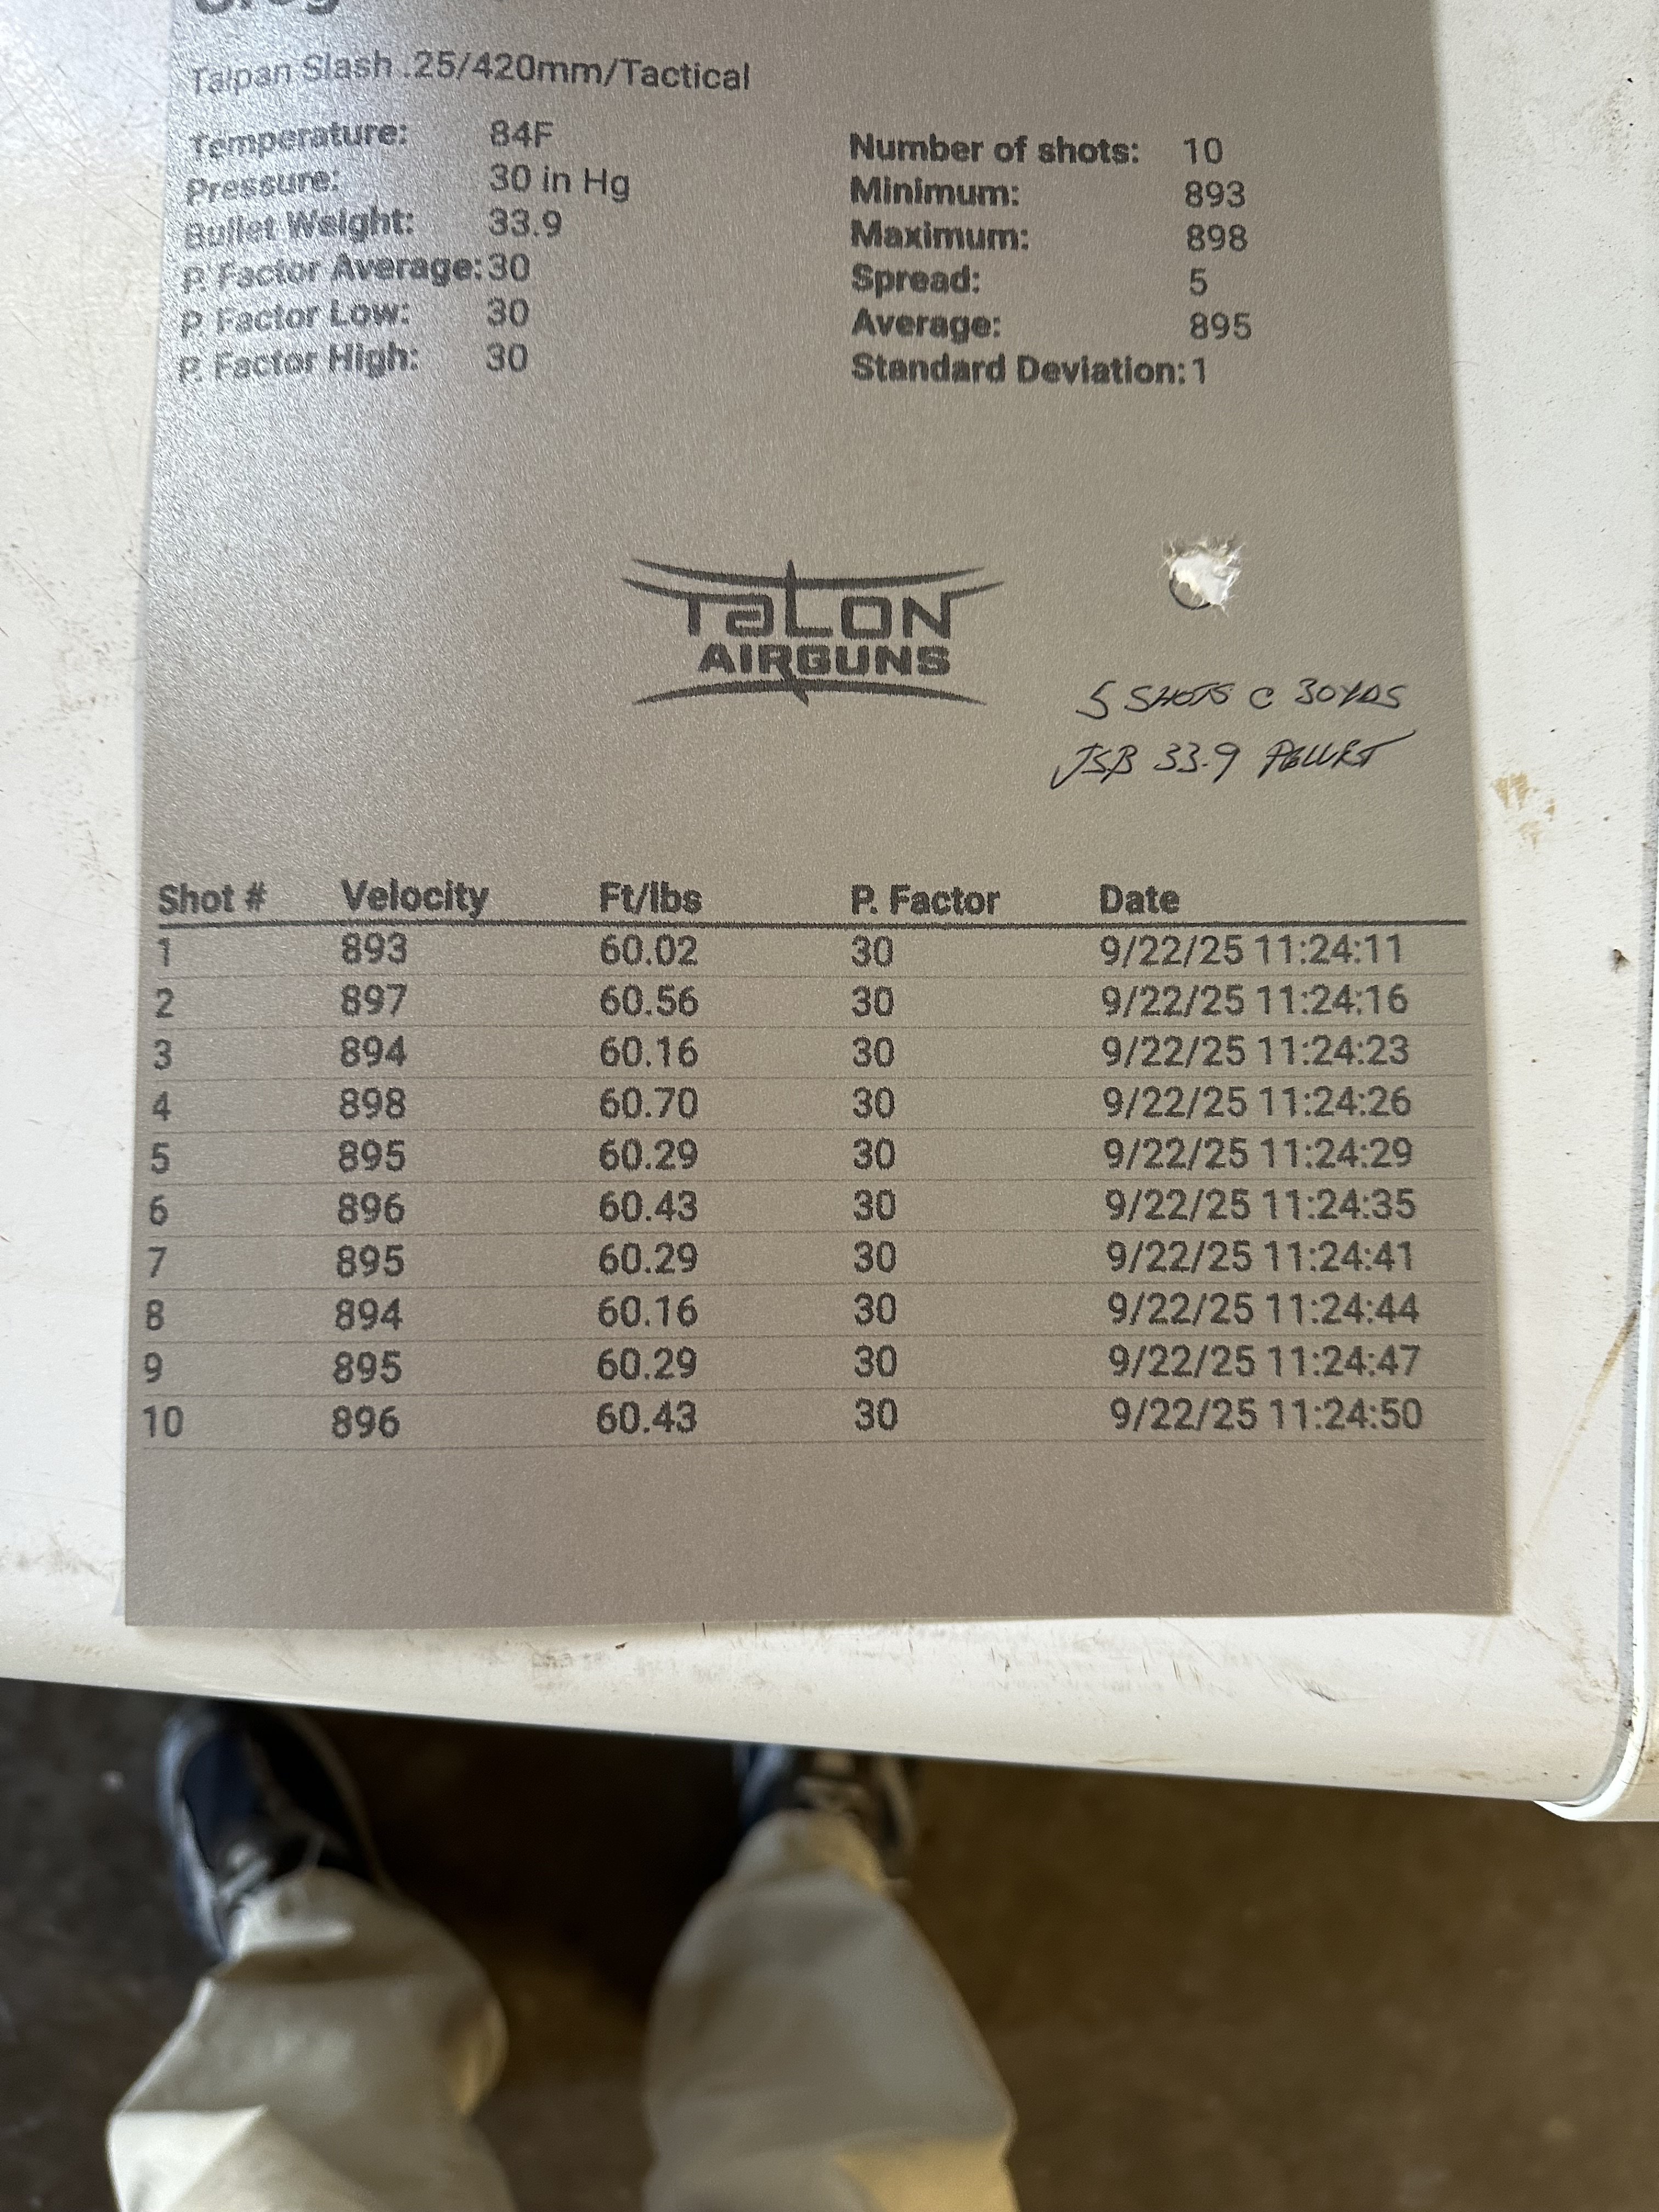 Taipan Slash .25/420mm/Tactical
Temperature: 84F
Pressure: 30 in Hg
Bullet Weight: 33.9
P. Factor Average: 30
P. Factor Low: 30
P. Factor High: 30
Number of shots: 10
Minimum: 893
Maximum: 898
Spread: 5
Average: 895
Standard Deviation: 1
TaLON
AIRGUNS
5 SHOTS @ 30YDS
JSB 33.9 PELLET
Shot # Velocity Ft/lbs P. Factor Date
1 893 60.02 30 9/22/25 11:24:11
2 897 60.56 30 9/22/25 11:24:16
3 894 60.16 30 9/22/25 11:24:23
4 898 60.70 30 9/22/25 11:24:26
5 895 60.29 30 9/22/25 11:24:29
6 896 60.43 30 9/22/25 11:24:35
7 895 60.29 30 9/22/25 11:24:41
8 894 60.16 30 9/22/25 11:24:44
9 895 60.29 30 9/22/25 11:24:47
10 896 60.43 30 9/22/25 11:24:50